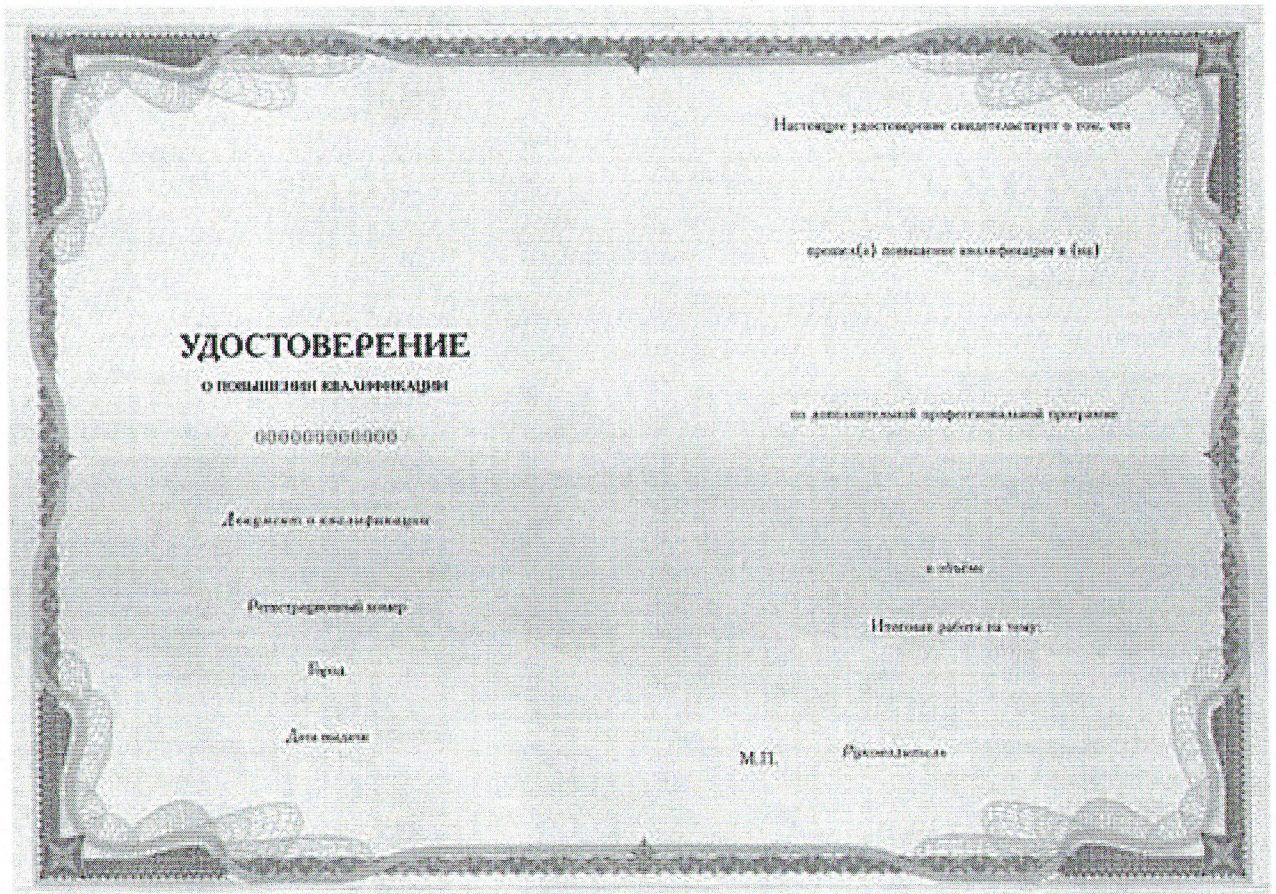 УДОСТОВЕРЕНИЕ
О ПОВЫШЕНИИ КВАЛИФИКАЦИИ
000000000000
Документ о квалификации
Регистрационный номер
Город
Дата выдачи
Настоящее удостоверение свидетельствует о том, что
прошел(а) повышение квалификации в (на)
по дополнительной профессиональной программе
в объёме
Итоговая работа на тему:
М.П.
Руководитель